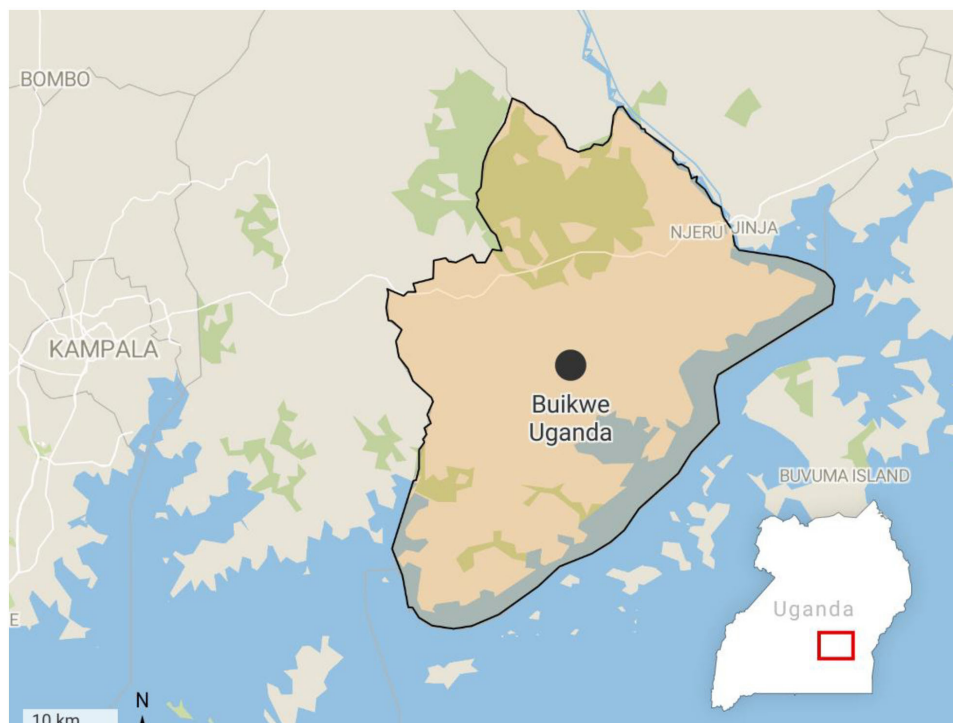 BOMBO
NJERU JINJA
KAMPALA
Buikwe
Uganda
BUVUMA ISLAND
Uganda
E
N
10 km